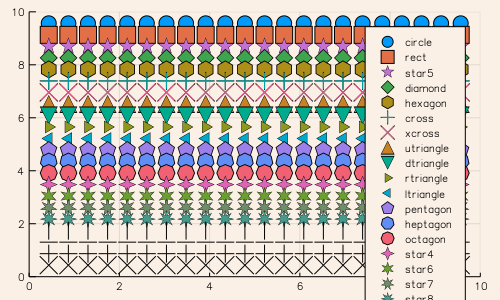 10
8
6
4
2
0
0
2
4
6
8
10
circle
rect
star5
diamond
hexagon
cross
xcross
utriangle
dtriangle
rtriangle
ltriangle
pentagon
heptagon
octagon
star4
star6
star7
star8